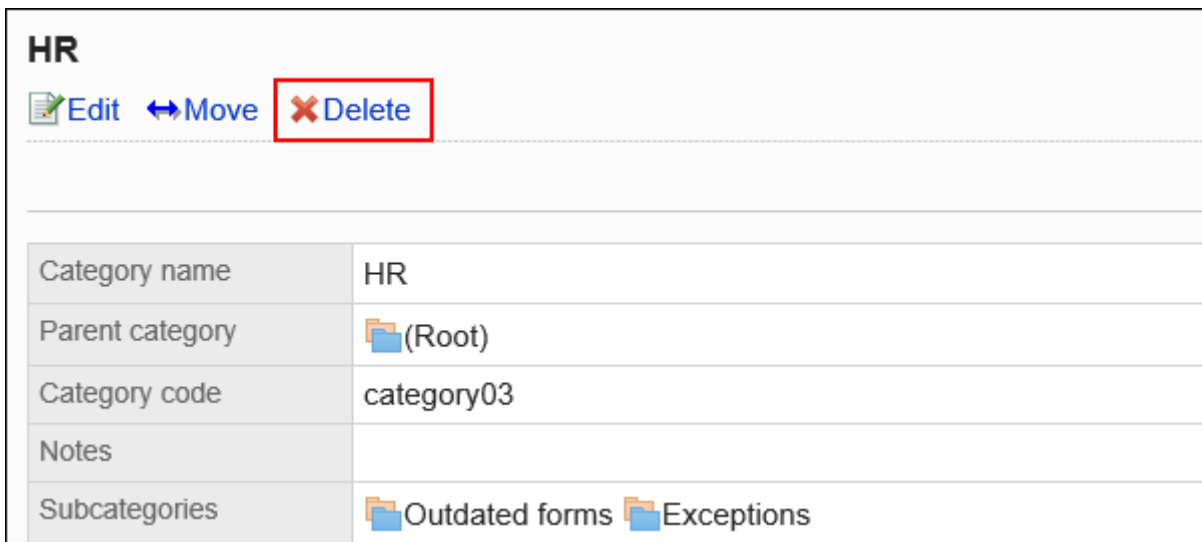 HR
Edit Move Delete
Category name HR
Parent category (Root)
Category code category03
Notes
Subcategories Outdated forms Exceptions